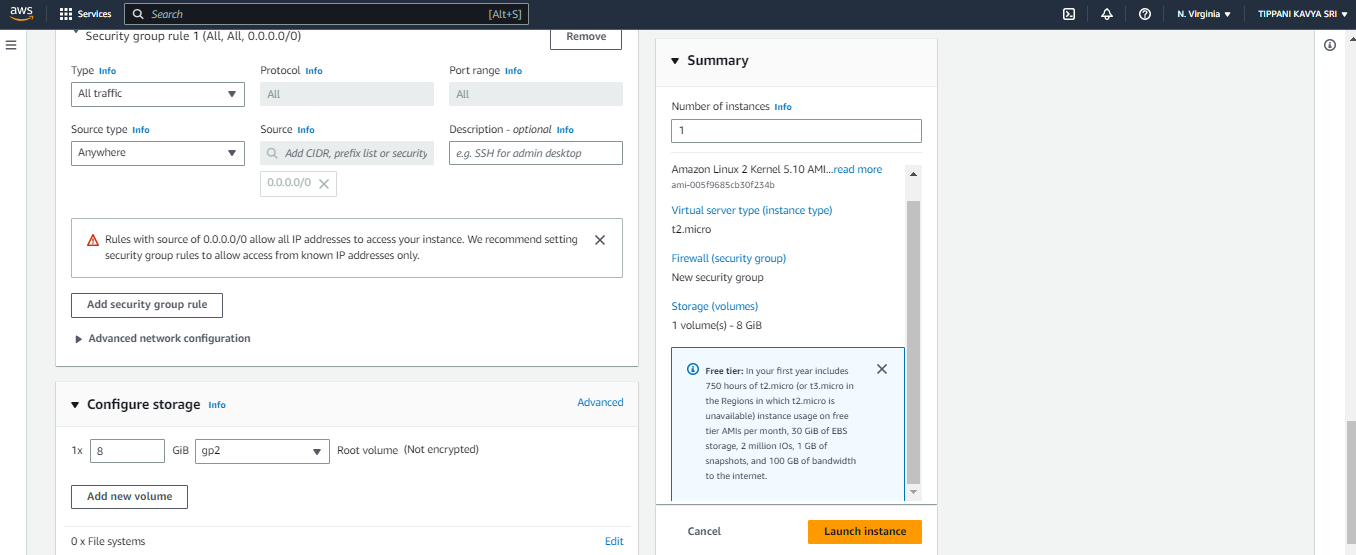 aws
Services
Search
[Alt+S]
N. Virginia
TIPPANI KAVYA SRI
Security group rule 1 (All, All, 0.0.0.0/0)
Remove
Type Info
Protocol Info
Port range Info
All traffic
All
All
Source type Info
Source Info
Description - optional Info
Anywhere
Add CIDR, prefix list or security
e.g. SSH for admin desktop
0.0.0.0/0
Rules with source of 0.0.0.0/0 allow all IP addresses to access your instance. We recommend setting
security group rules to allow access from known IP addresses only.
Add security group rule
Advanced network configuration
Configure storage Info
Advanced
1x
8
GiB
gp2
Root volume (Not encrypted)
Add new volume
0 x File systems
Edit
Summary
Number of instances Info
1
Amazon Linux 2 Kernel 5.10 AMI...read more
ami-005f9685cb30f234b
Virtual server type (instance type)
t2.micro
Firewall (security group)
New security group
Storage (volumes)
1 volume(s) - 8 GiB
Free tier: In your first year includes
750 hours of t2.micro (or t3.micro in
the Regions in which t2.micro is
unavailable) instance usage on free
tier AMIs per month, 30 GiB of EBS
storage, 2 million IOs, 1 GB of
snapshots, and 100 GB of bandwidth
to the internet.
Cancel
Launch instance